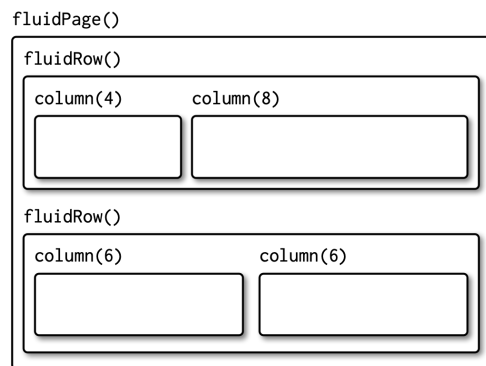 fluidPage()
fluidRow()
column(4) column(8)
fluidRow()
column(6) column(6)